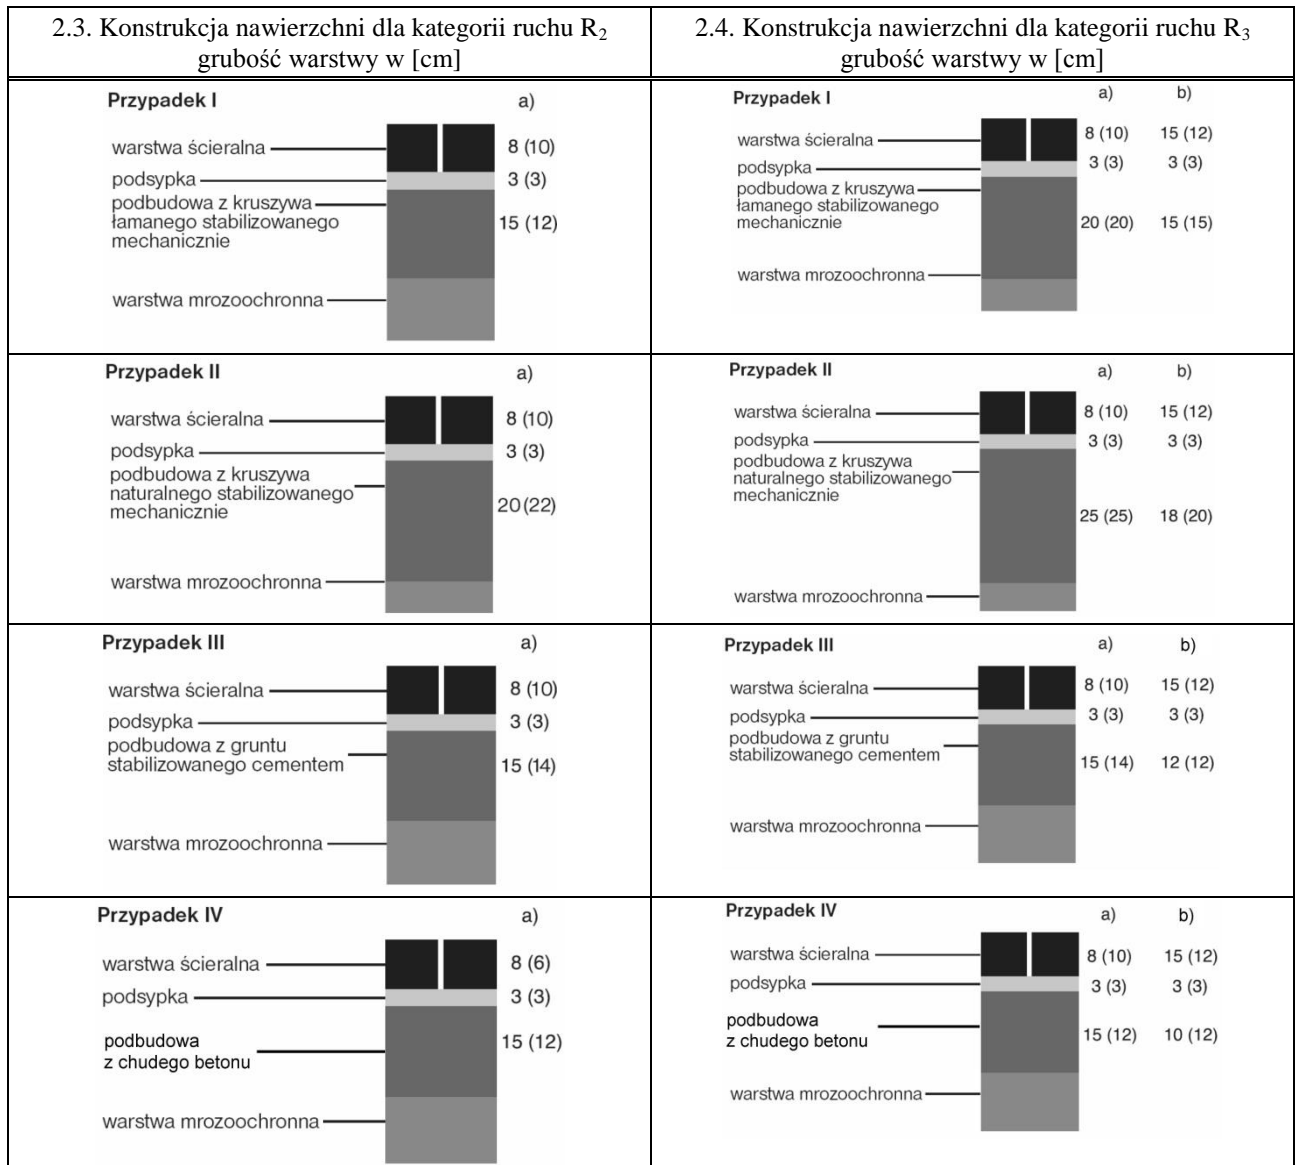 2.3. Konstrukcja nawierzchni dla kategorii ruchu R₂
grubość warstwy w [cm]
2.4. Konstrukcja nawierzchni dla kategorii ruchu R₃
grubość warstwy w [cm]
Przypadek I a)
warstwa ścieralna 8 (10)
podsypka 3 (3)
podbudowa z kruszywa
łamanego stabilizowanego 15 (12)
mechanicznie
warstwa mrozoochronna
Przypadek I a) b)
warstwa ścieralna 8 (10) 15 (12)
podsypka 3 (3) 3 (3)
podbudowa z kruszywa
łamanego stabilizowanego
mechanicznie 20 (20) 15 (15)
warstwa mrozoochronna
Przypadek II a)
warstwa ścieralna 8 (10)
podsypka 3 (3)
podbudowa z kruszywa
naturalnego stabilizowanego 20 (22)
mechanicznie
warstwa mrozoochronna
Przypadek II a) b)
warstwa ścieralna 8 (10) 15 (12)
podsypka 3 (3) 3 (3)
podbudowa z kruszywa
naturalnego stabilizowanego
mechanicznie
25 (25) 18 (20)
warstwa mrozoochronna
Przypadek III a)
warstwa ścieralna 8 (10)
podsypka 3 (3)
podbudowa z gruntu
stabilizowanego cementem 15 (14)
warstwa mrozoochronna
Przypadek III a) b)
warstwa ścieralna 8 (10) 15 (12)
podsypka 3 (3) 3 (3)
podbudowa z gruntu
stabilizowanego cementem 15 (14) 12 (12)
warstwa mrozoochronna
Przypadek IV a)
warstwa ścieralna 8 (6)
podsypka 3 (3)
podbudowa 15 (12)
z chudego betonu
warstwa mrozoochronna
Przypadek IV a) b)
warstwa ścieralna 8 (10) 15 (12)
podsypka 3 (3) 3 (3)
podbudowa
z chudego betonu 15 (12) 10 (12)
warstwa mrozoochronna